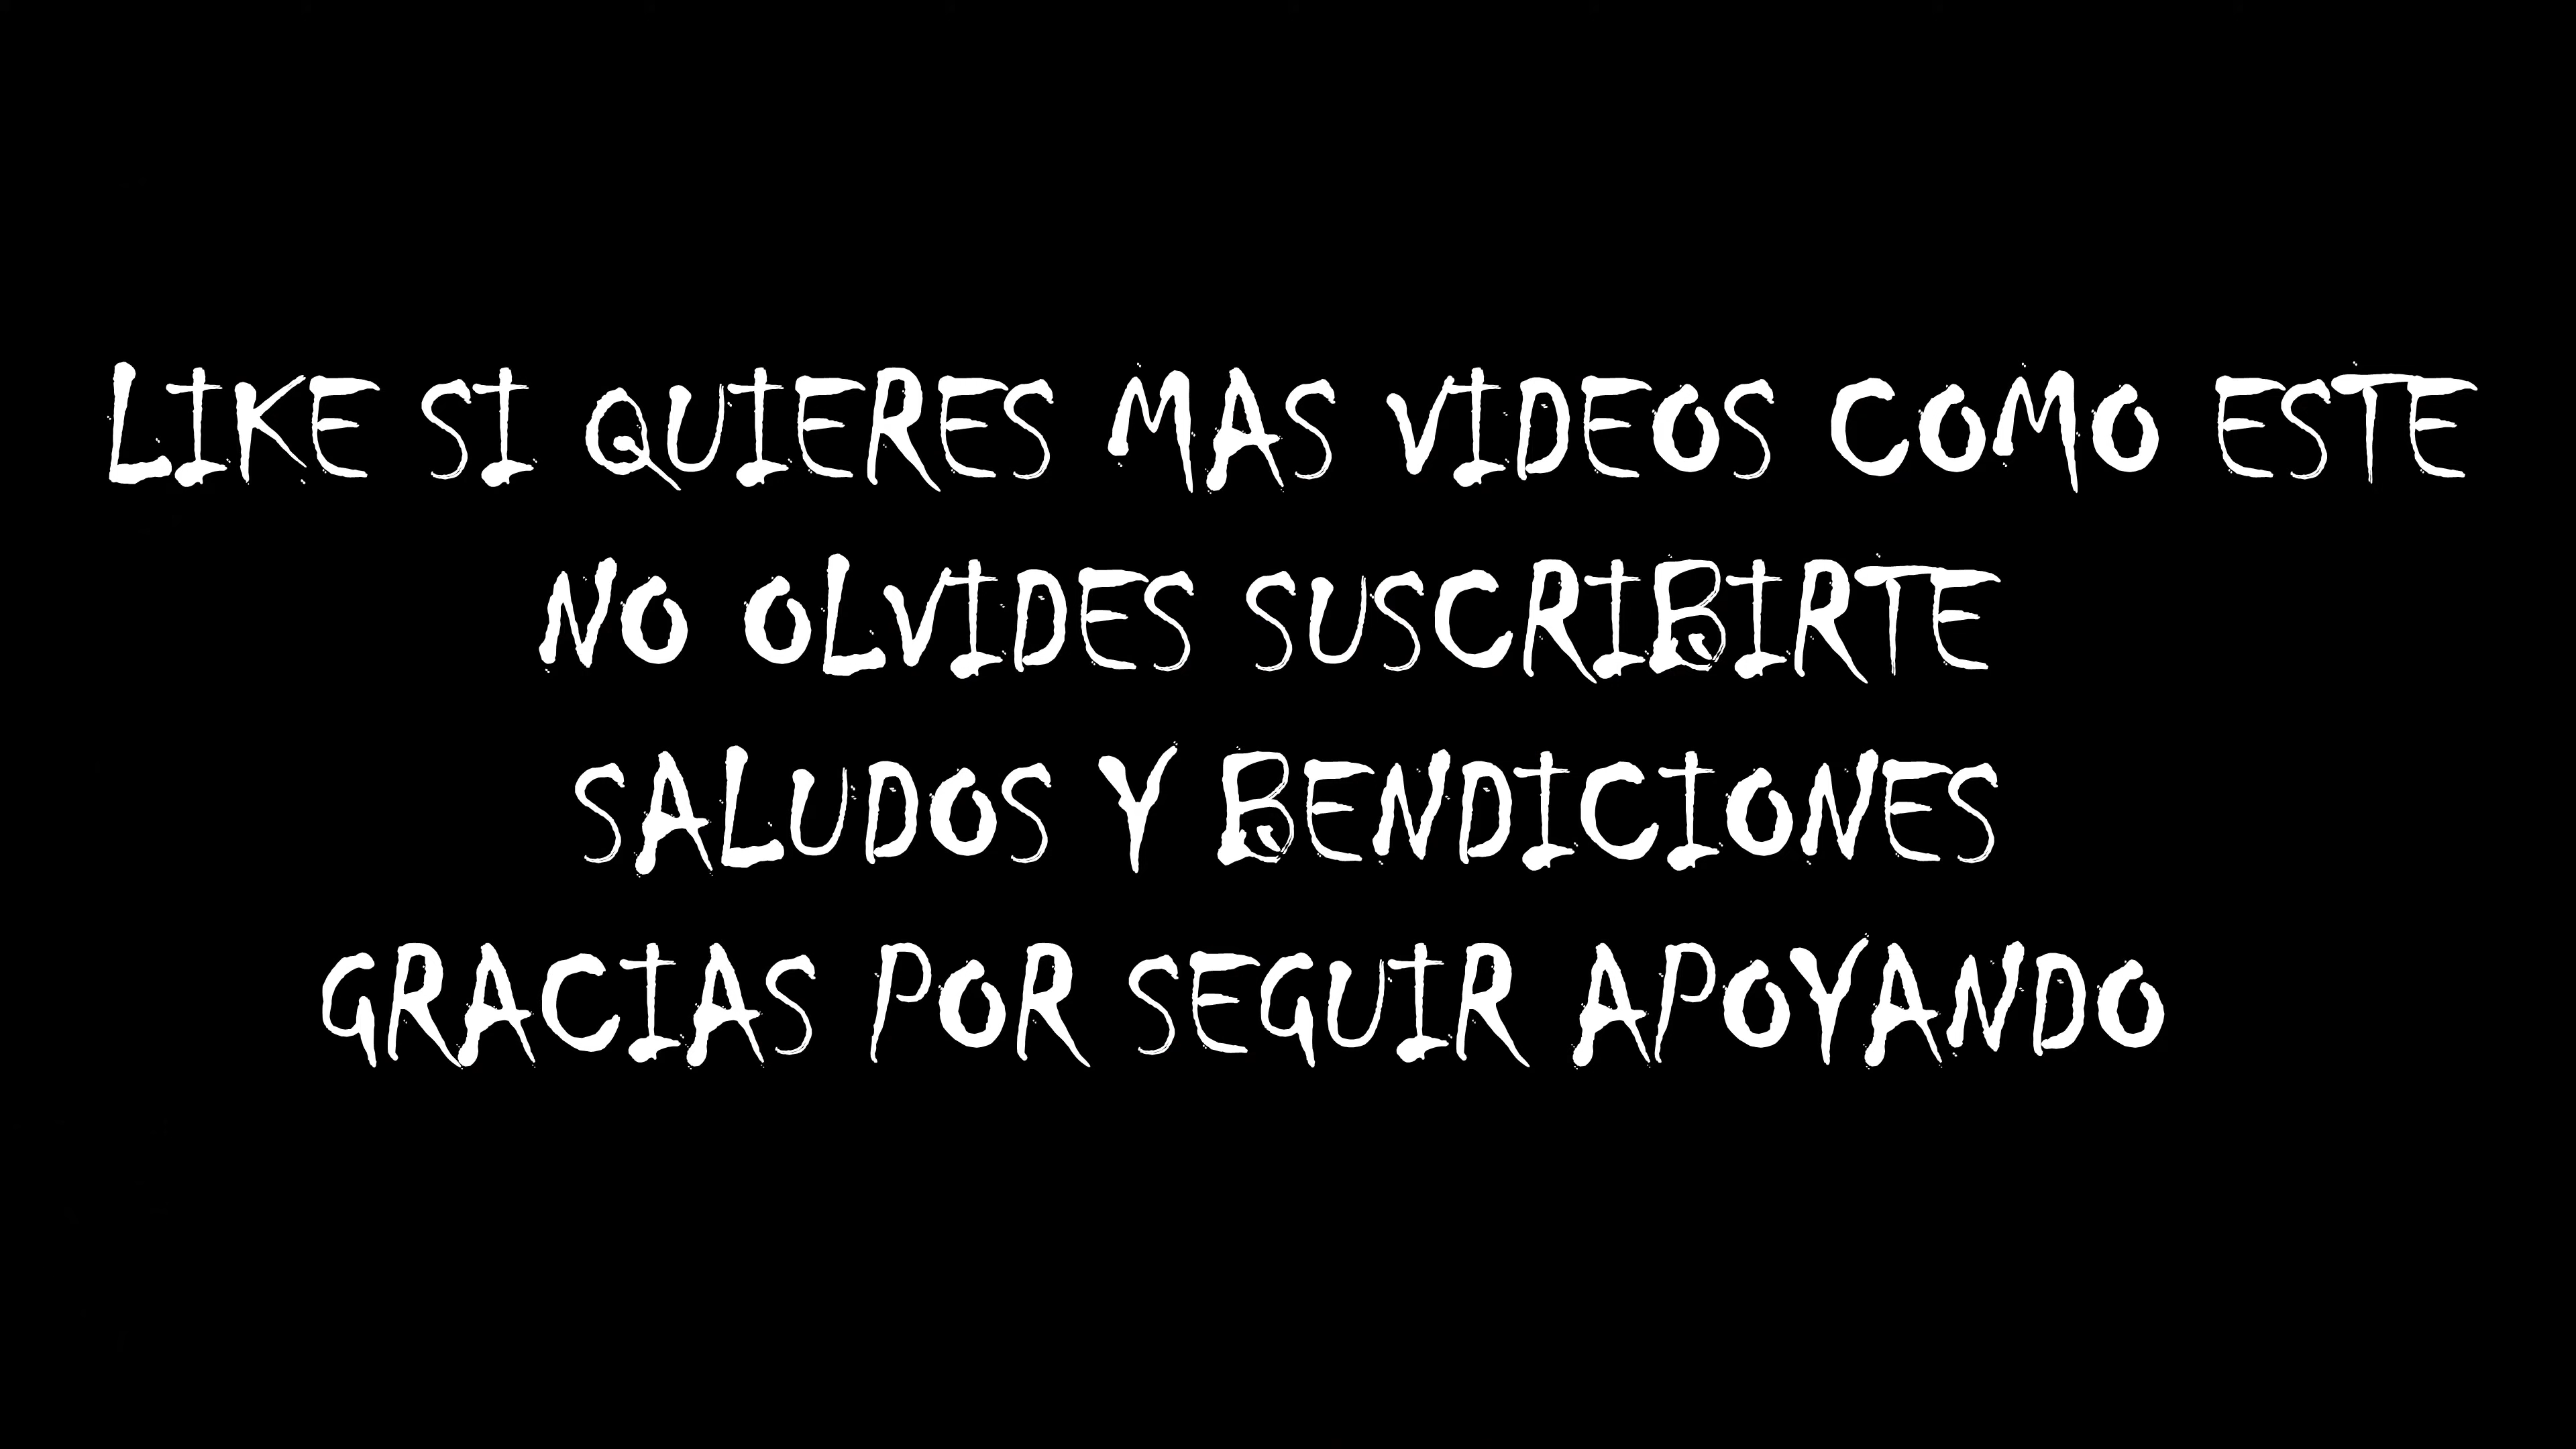 LIKE SI QUIERES MAS VIDEOS COMO ESTE
NO OLVIDES SUSCRIBIRTE
SALUDOS Y BENDICIONES
GRACIAS POR SEGUIR APOYANDO